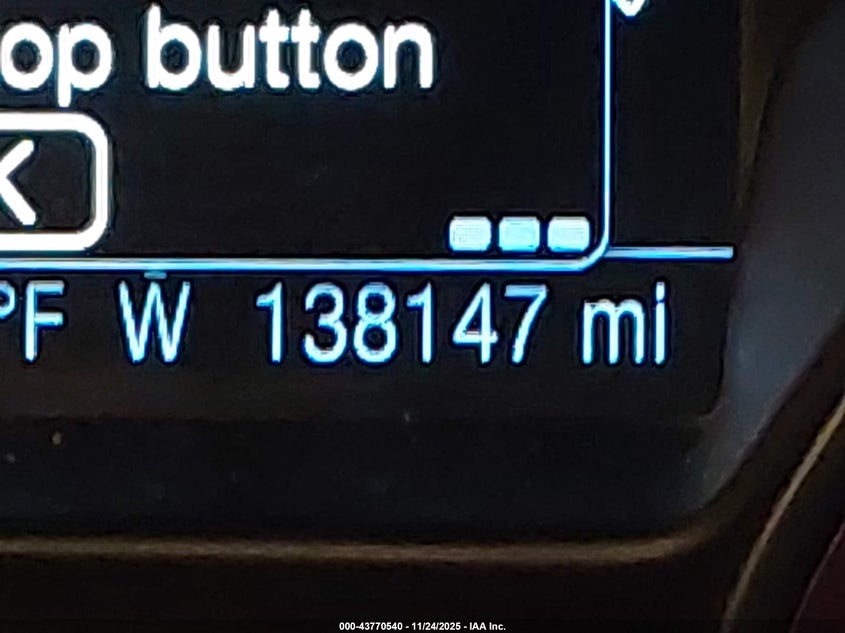 op button
K
°F W 138147 mi
000-43770540 - 11/24/2025 - IAA Inc.